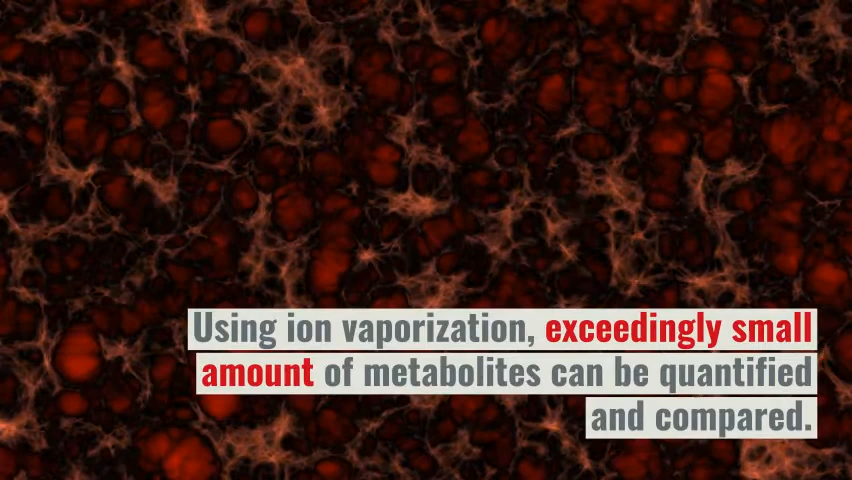 Using ion vaporization, exceedingly small
amount of metabolites can be quantified
and compared.